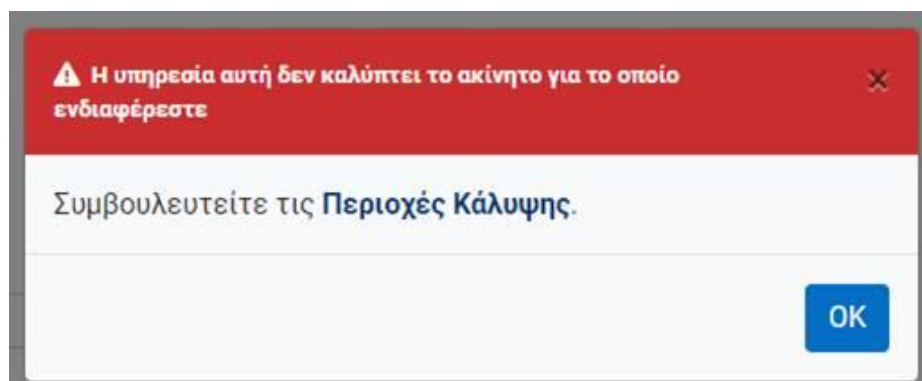 Η υπηρεσία αυτή δεν καλύπτει το ακίνητο για το οποίο
ενδιαφέρεστε
×
Συμβουλευτείτε τις Περιοχές Κάλυψης.
OK